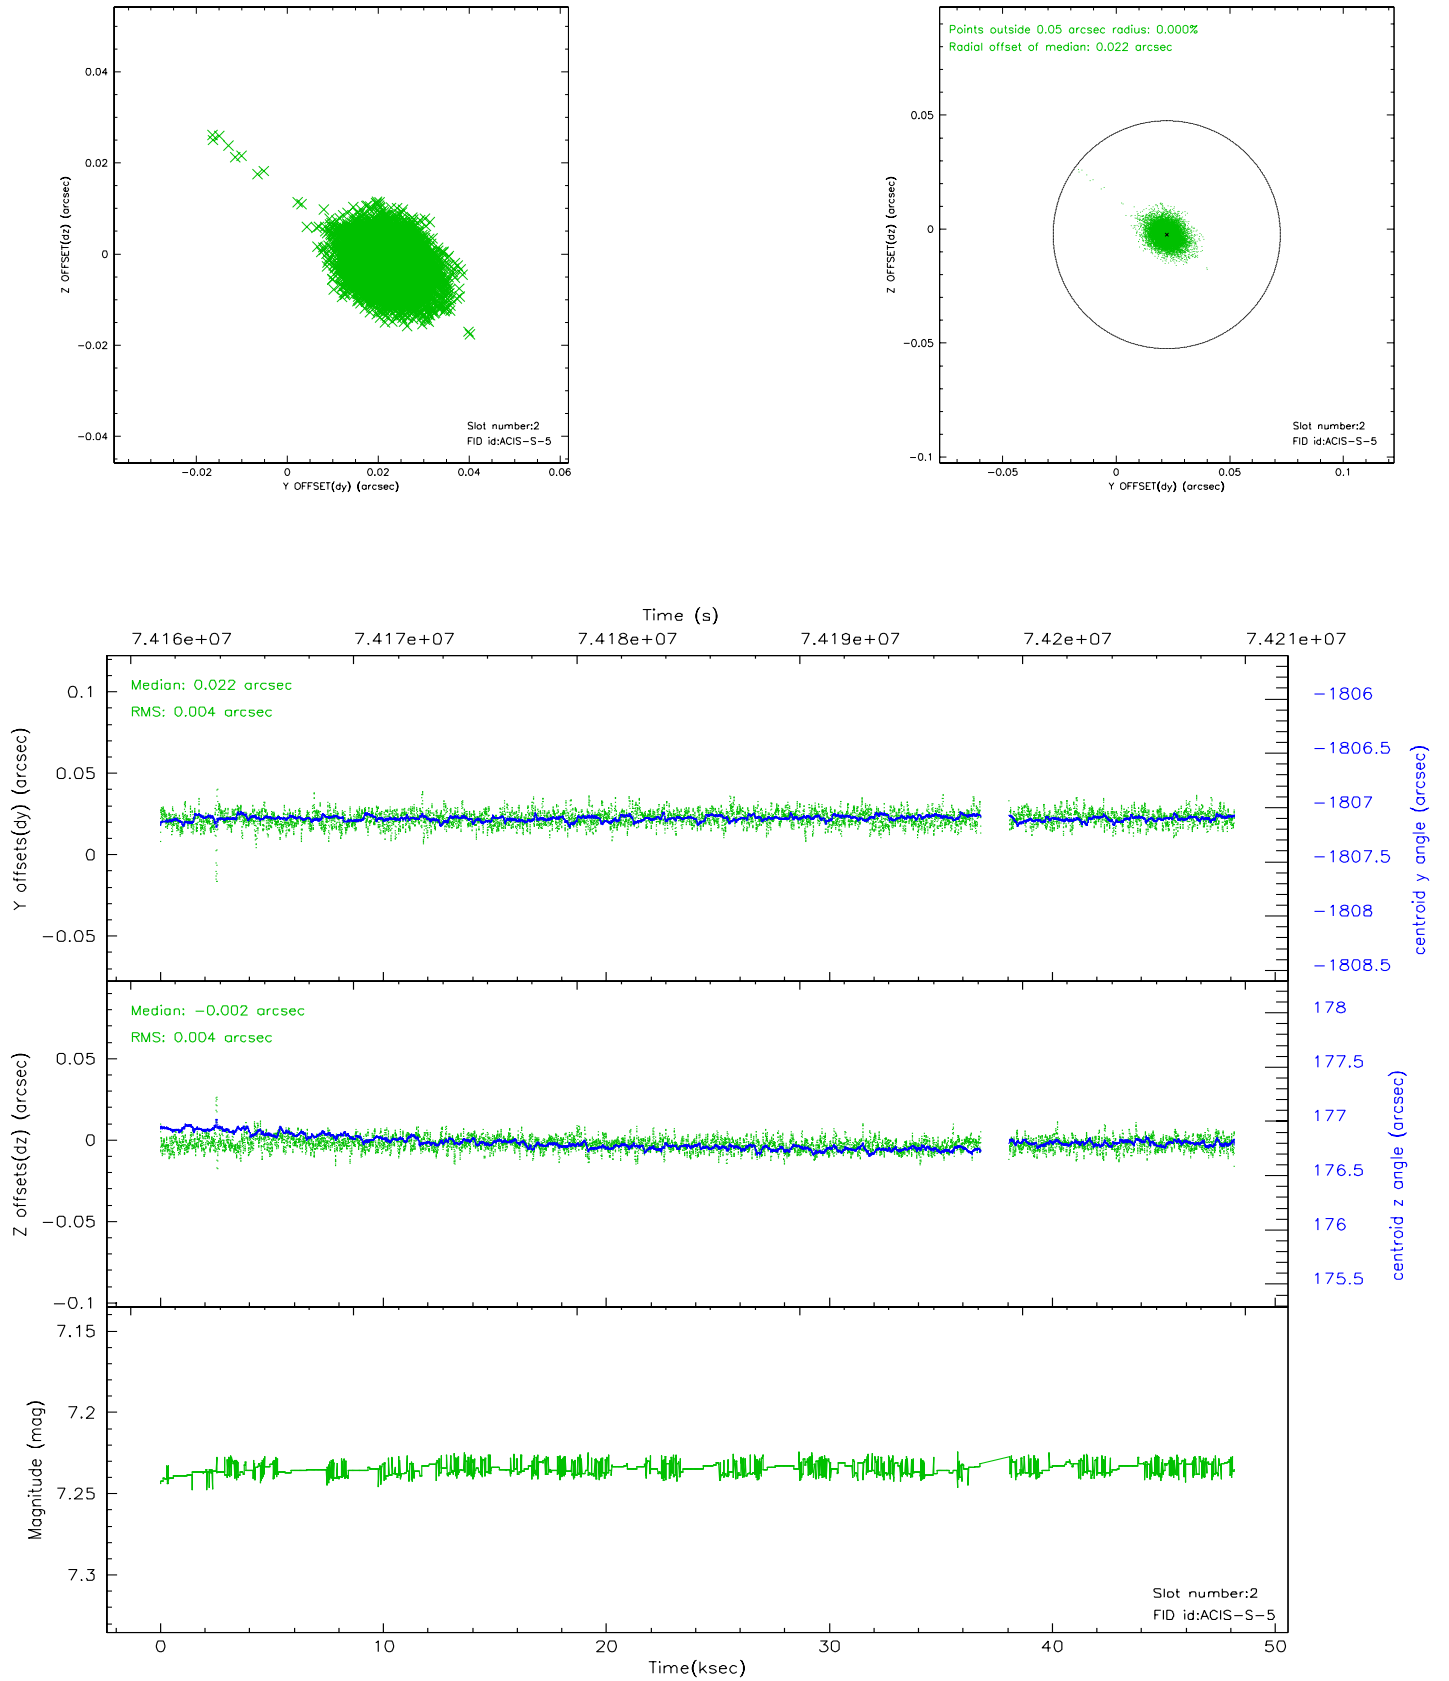 0.04
0.02
0
−0.02
−0.04
Z OFFSET(dz) (arcsec)
Slot number:2
FID id:ACIS−S−5
−0.02 0 0.02 0.04 0.06
Y OFFSET(dy) (arcsec)
Points outside 0.05 arcsec radius: 0.000%
Radial offset of median: 0.022 arcsec
0.05
0
−0.05
−0.1
Z OFFSET(dz) (arcsec)
Slot number:2
FID id:ACIS−S−5
−0.05 0 0.05 0.1
Y OFFSET(dy) (arcsec)
Time (s)
7.416e+07 7.417e+07 7.418e+07 7.419e+07 7.42e+07 7.421e+07
Median: 0.022 arcsec
RMS: 0.004 arcsec
0.1
0.05
0
−0.05
Y offsets(dy) (arcsec)
−1806
−1806.5
−1807
−1807.5
−1808
−1808.5
centroid y angle (arcsec)
Median: −0.002 arcsec
RMS: 0.004 arcsec
0.05
0
−0.05
−0.1
Z offsets(dz) (arcsec)
178
177.5
177
176.5
176
175.5
centroid z angle (arcsec)
7.15
7.2
7.25
7.3
Magnitude (mag)
Slot number:2
FID id:ACIS−S−5
0 10 20 30 40 50
Time(ksec)